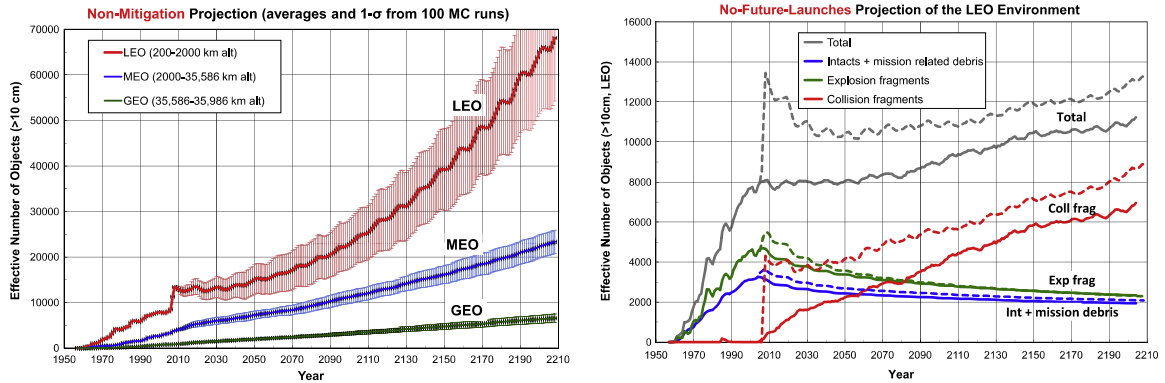 Non-Mitigation Projection (averages and 1-σ from 100 MC runs)
70000
60000
50000
40000
30000
20000
10000
0
Effective Number of Objects (>10 cm)
LEO (200-2000 km alt)
MEO (2000-35,586 km alt)
GEO (35,586-35,986 km alt)
LEO
MEO
GEO
1950 1970 1990 2010 2030 2050 2070 2090 2110 2130 2150 2170 2190 2210
Year
No-Future-Launches Projection of the LEO Environment
16000
14000
12000
10000
8000
6000
4000
2000
0
Effective Number of Objects (>10cm, LEO)
Total
Intacts + mission related debris
Explosion fragments
Collision fragments
Total
Coll frag
Exp frag
Int + mission debris
1950 1970 1990 2010 2030 2050 2070 2090 2110 2130 2150 2170 2190 2210
Year